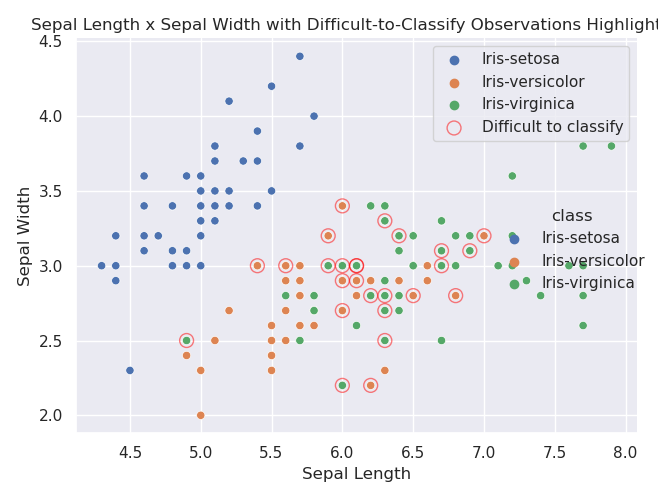 Sepal Length x Sepal Width with Difficult-to-Classify Observations Highlight
Iris-setosa
Iris-versicolor
Iris-virginica
Difficult to classify
class
Iris-setosa
Iris-versicolor
Iris-virginica
Sepal Width
4.5
4.0
3.5
3.0
2.5
2.0
4.5 5.0 5.5 6.0 6.5 7.0 7.5 8.0
Sepal Length